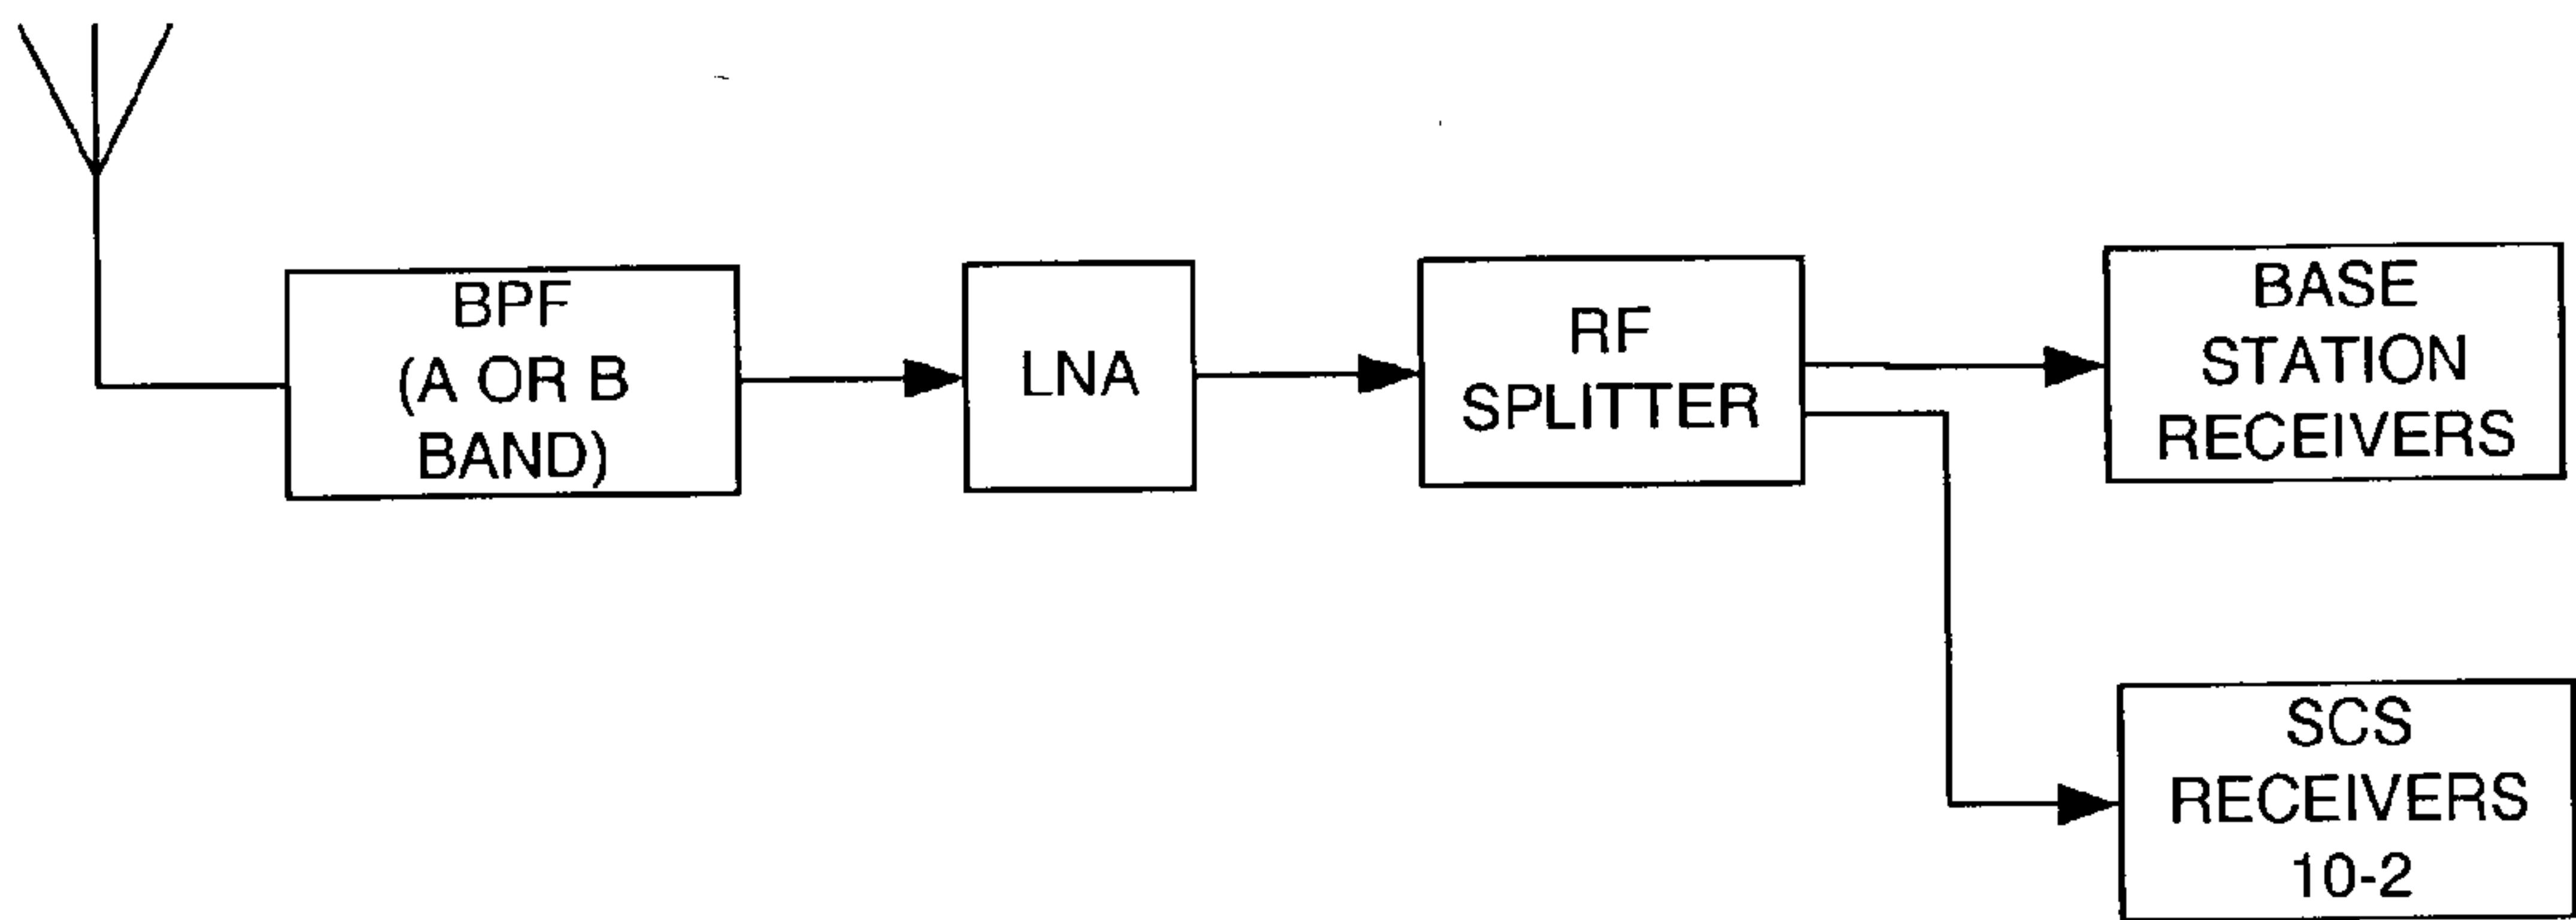 BPF
(A OR B
BAND)
LNA
RF
SPLITTER
BASE
STATION
RECEIVERS
SCS
RECEIVERS
10-2